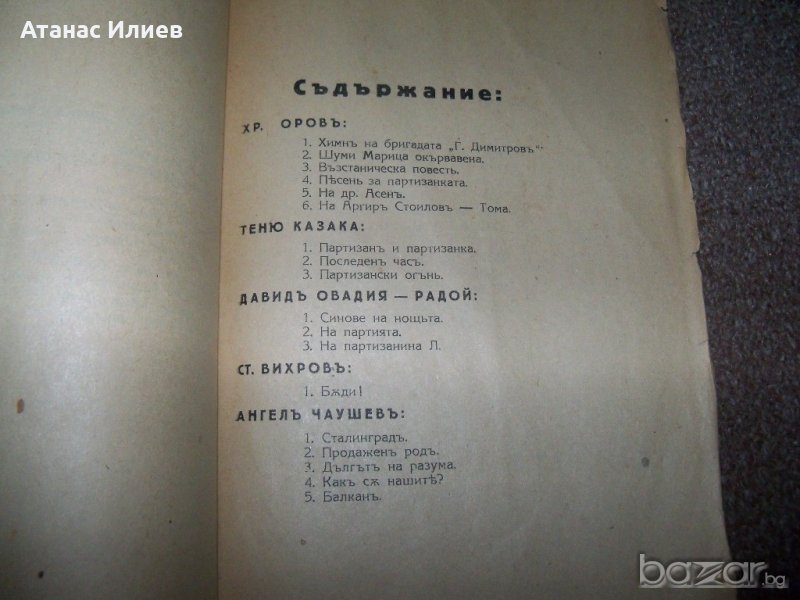 Атанас Илиев
Съдържание:
ХР. ОРОВЪ:
1. Химнъ на бригадата „Г. Димитровъ“
2. Шуми Марица окървавена.
3. Възстаническа повесть.
4. Пѣсень за партизанката.
5. На др. Асенъ.
6. На Аргиръ Стоиловъ — Тома.
ТЕНЮ КАЗАКА:
1. Партизанъ и партизанка.
2. Последенъ часъ.
3. Партизански огънь.
ДАВИДЪ ОВАДИЯ — РАДОЙ:
1. Синове на нощьта.
2. На партията.
3. На партизанина Л.
СТ. ВИХРОВЪ:
1. Бѫди!
АНГЕЛЪ ЧАУШЕВЪ:
1. Сталинградъ.
2. Продаженъ родъ.
3. Дългътъ на разума.
4. Какъ сѫ нашитѣ?
5. Балканъ.
bazar.bg